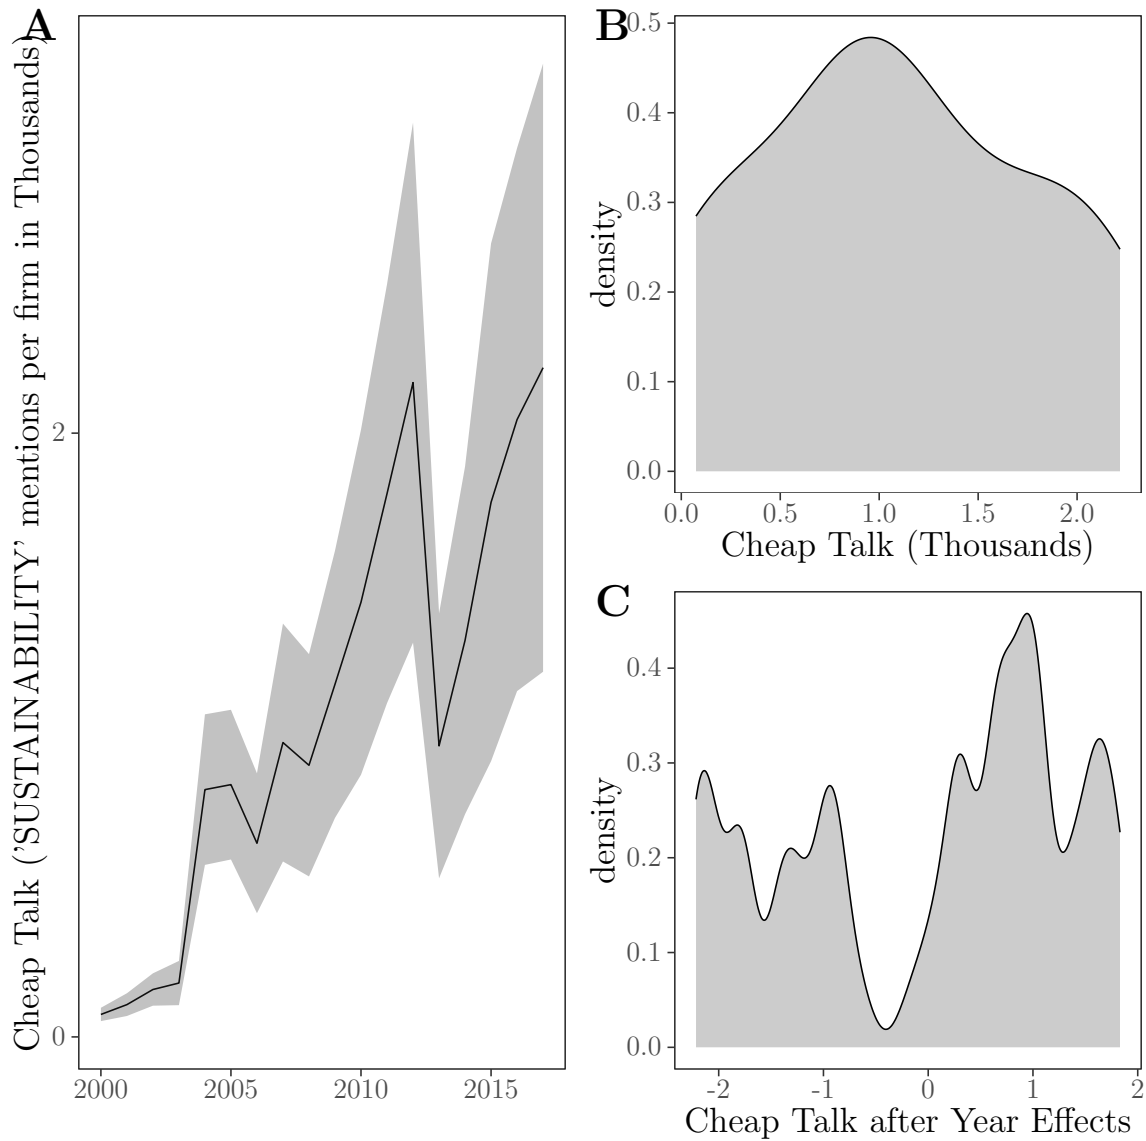 A
Cheap Talk ('SUSTAINABILITY' mentions per firm in Thousands)
2
0
2000 2005 2010 2015
B
0.5
0.4
0.3
0.2
0.1
0.0
density
0.0 0.5 1.0 1.5 2.0
Cheap Talk (Thousands)
C
0.4
0.3
0.2
0.1
0.0
density
-2 -1 0 1 2
Cheap Talk after Year Effects